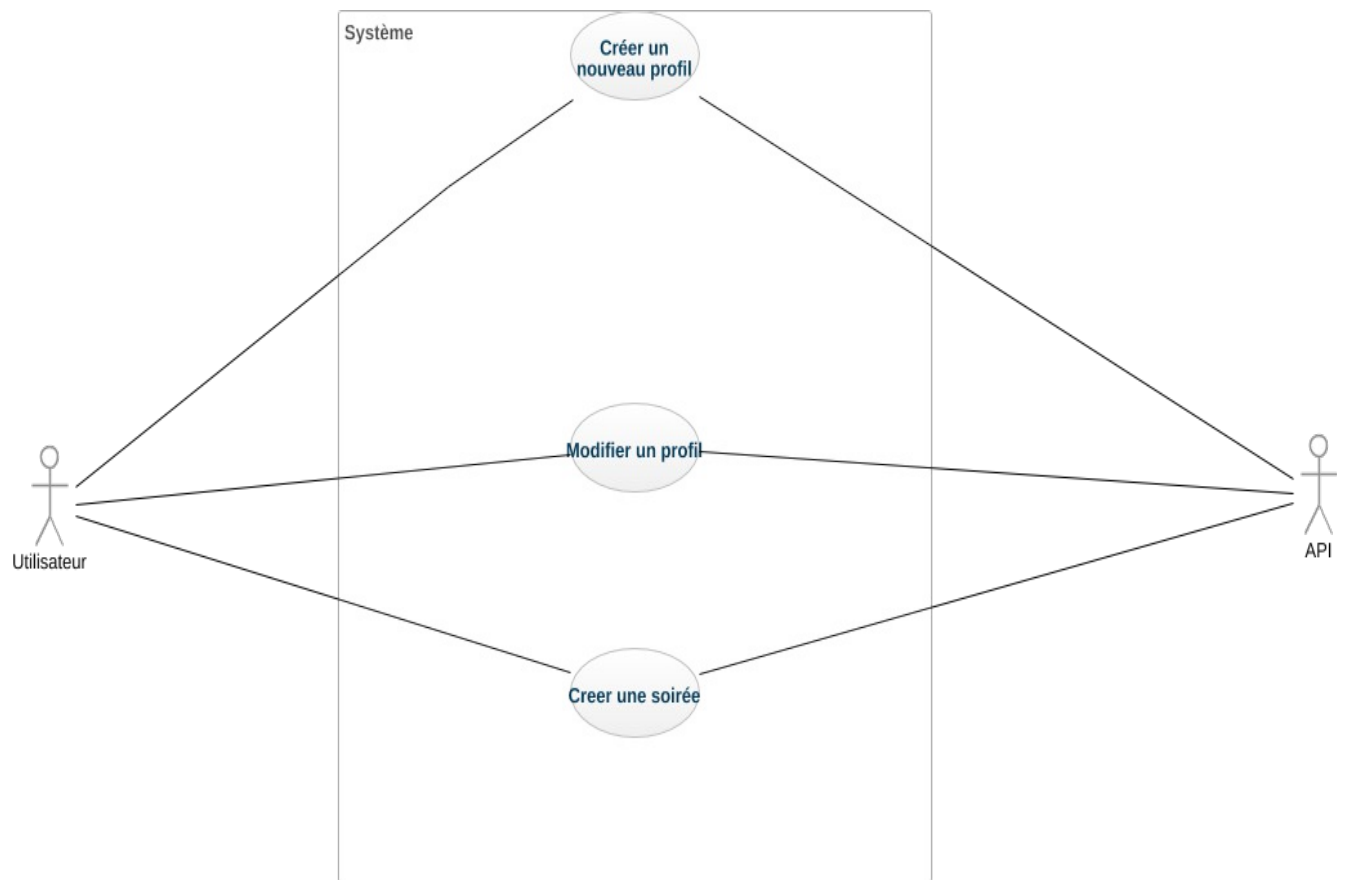 Système
Créer un
nouveau profil
Modifier un profil
Utilisateur
API
Creer une soirée